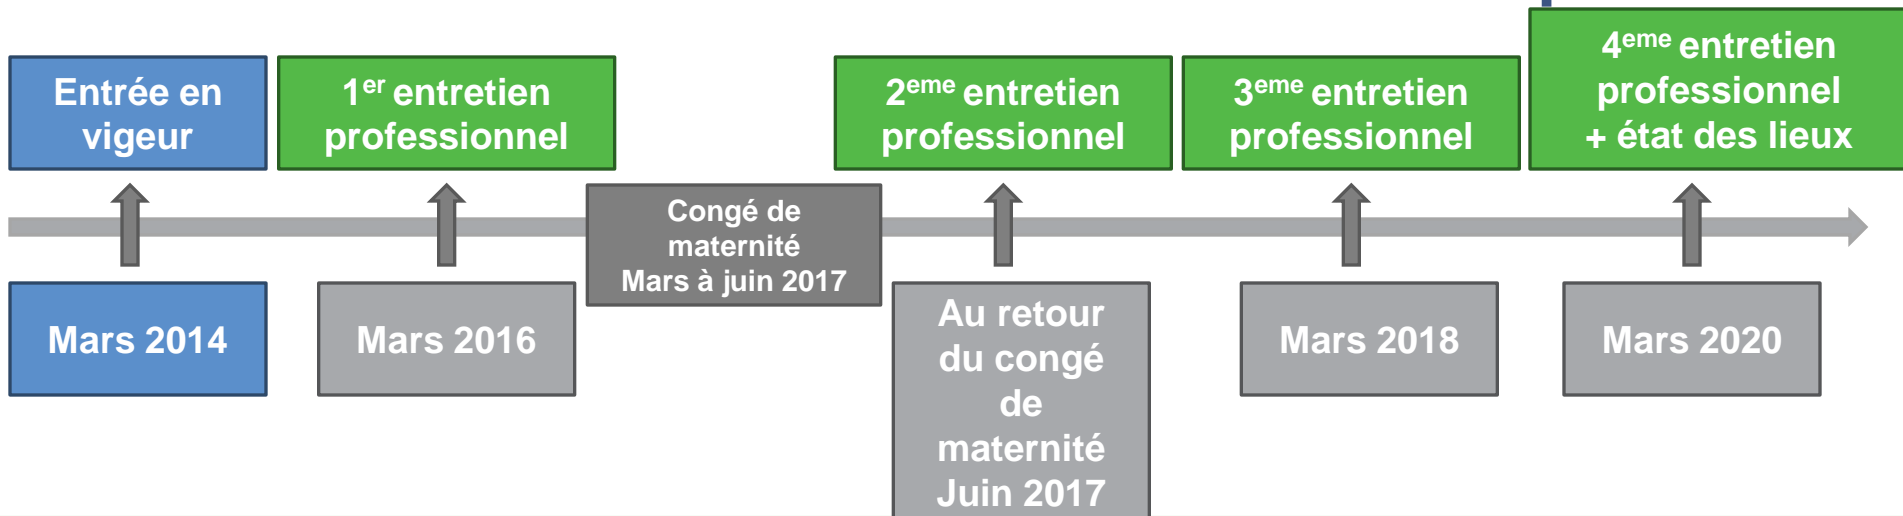 Entrée en
vigeur
1er entretien
professionnel
2eme entretien
professionnel
3eme entretien
professionnel
4eme entretien
professionnel
+ état des lieux
Congé de
maternité
Mars à juin 2017
Mars 2014
Mars 2016
Au retour
du congé
de
maternité
Juin 2017
Mars 2018
Mars 2020